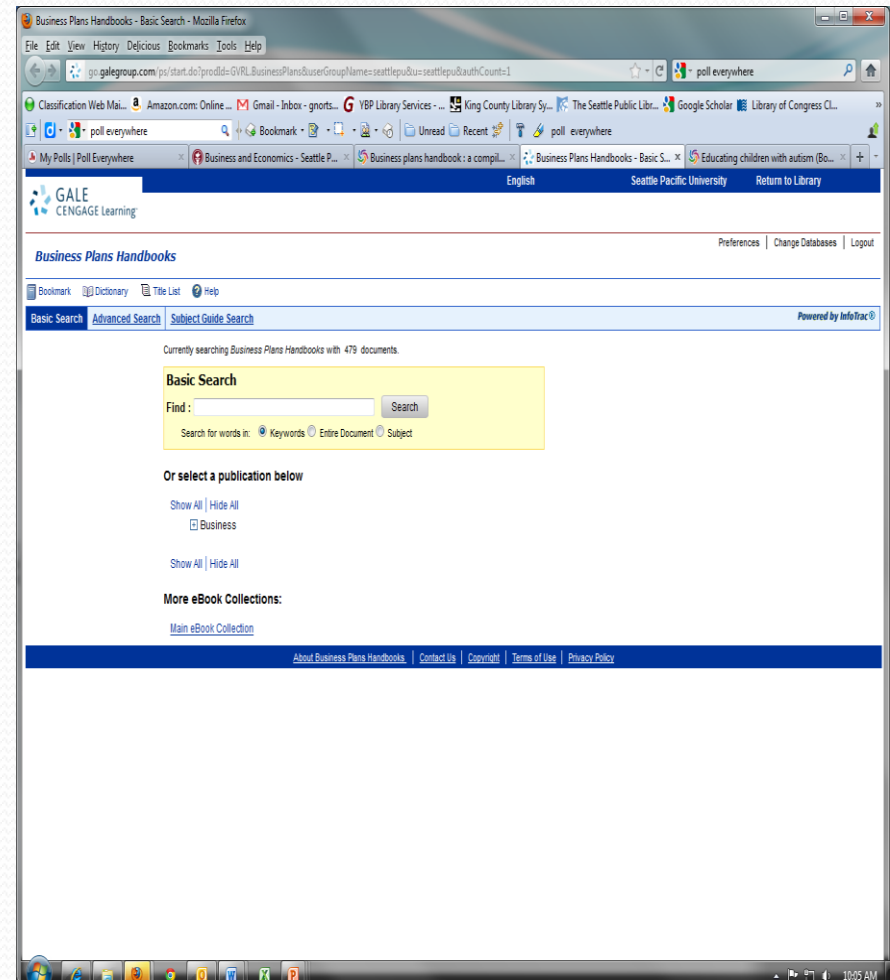 Business Plans Handbooks - Basic Search - Mozilla Firefox
File Edit View History Delicious Bookmarks Tools Help
go.galegroup.com/ps/start.do?prodId=GVRL.BusinessPlans&userGroupName=seattlepu&u=seattlepu&authCount=1 poll everywhere
Classification Web Mai... Amazon.com: Online ... Gmail - Inbox - gnorts... YBP Library Services - ... King County Library Sy... The Seattle Public Libr... Google Scholar Library of Congress Cl... »
poll everywhere Bookmark Unread Recent poll everywhere
My Polls | Poll Everywhere Business and Economics - Seattle P... Business plans handbook : a compil... Business Plans Handbooks - Basic S... Educating children with autism (Bo...
English Seattle Pacific University Return to Library
GALE
CENGAGE Learning
Preferences | Change Databases | Logout
Business Plans Handbooks
Bookmark Dictionary Title List Help
Basic Search Advanced Search Subject Guide Search Powered by InfoTrac®
Currently searching Business Plans Handbooks with 479 documents.
Basic Search
Find : Search
Search for words in: Keywords Entire Document Subject
Or select a publication below
Show All | Hide All
Business
Show All | Hide All
More eBook Collections:
Main eBook Collection
About Business Plans Handbooks | Contact Us | Copyright | Terms of Use | Privacy Policy
10:05 AM